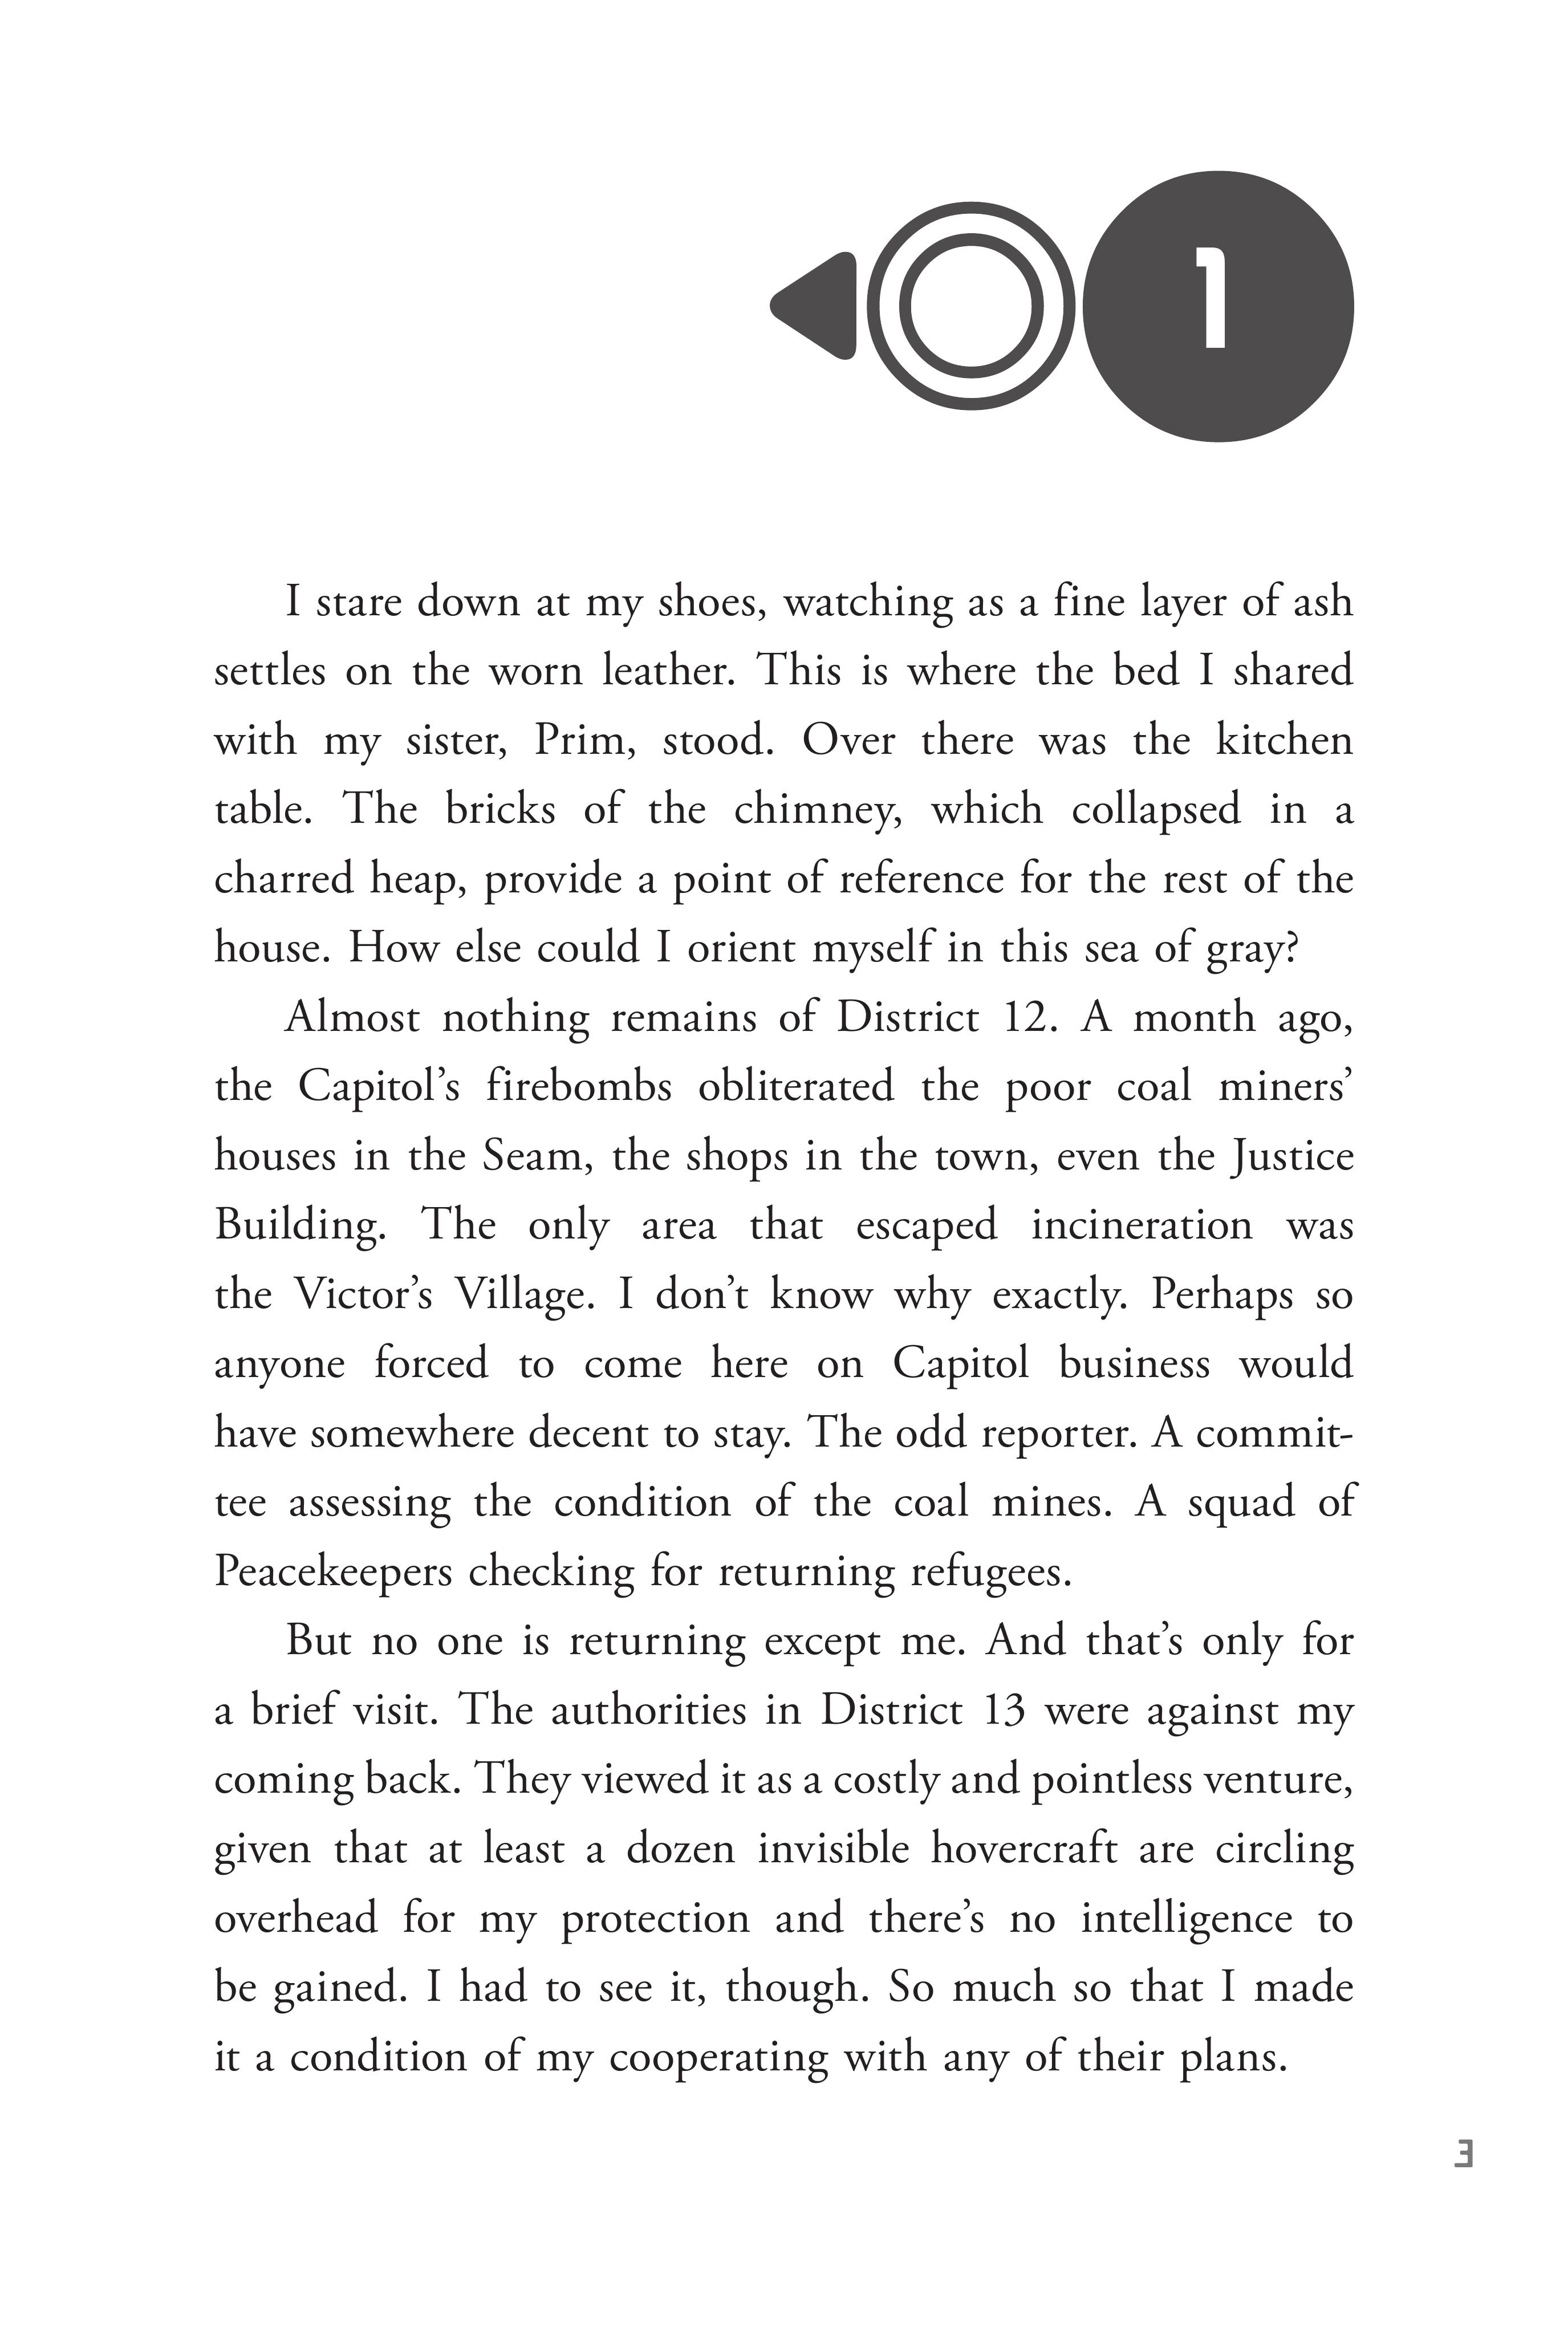 1
I stare down at my shoes, watching as a fine layer of ash
settles on the worn leather. This is where the bed I shared
with my sister, Prim, stood. Over there was the kitchen
table. The bricks of the chimney, which collapsed in a
charred heap, provide a point of reference for the rest of the
house. How else could I orient myself in this sea of gray?
Almost nothing remains of District 12. A month ago,
the Capitol’s firebombs obliterated the poor coal miners’
houses in the Seam, the shops in the town, even the Justice
Building. The only area that escaped incineration was
the Victor’s Village. I don’t know why exactly. Perhaps so
anyone forced to come here on Capitol business would
have somewhere decent to stay. The odd reporter. A commit-
tee assessing the condition of the coal mines. A squad of
Peacekeepers checking for returning refugees.
But no one is returning except me. And that’s only for
a brief visit. The authorities in District 13 were against my
coming back. They viewed it as a costly and pointless venture,
given that at least a dozen invisible hovercraft are circling
overhead for my protection and there’s no intelligence to
be gained. I had to see it, though. So much so that I made
it a condition of my cooperating with any of their plans.
3